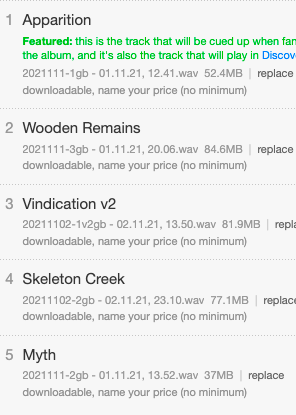 1 Apparition
Featured: this is the track that will be cued up when fan
the album, and it's also the track that will play in Discov
2021111-1gb - 01.11.21, 12.41.wav 52.4MB | replace
downloadable, name your price (no minimum)
2 Wooden Remains
2021111-3gb - 01.11.21, 20.06.wav 84.6MB | replace
downloadable, name your price (no minimum)
3 Vindication v2
20211102-1v2gb - 02.11.21, 13.50.wav 81.9MB | repla
downloadable, name your price (no minimum)
4 Skeleton Creek
20211102-2gb - 02.11.21, 23.10.wav 77.1MB | replac
downloadable, name your price (no minimum)
5 Myth
2021111-2gb - 01.11.21, 13.52.wav 37MB | replace
downloadable, name your price (no minimum)